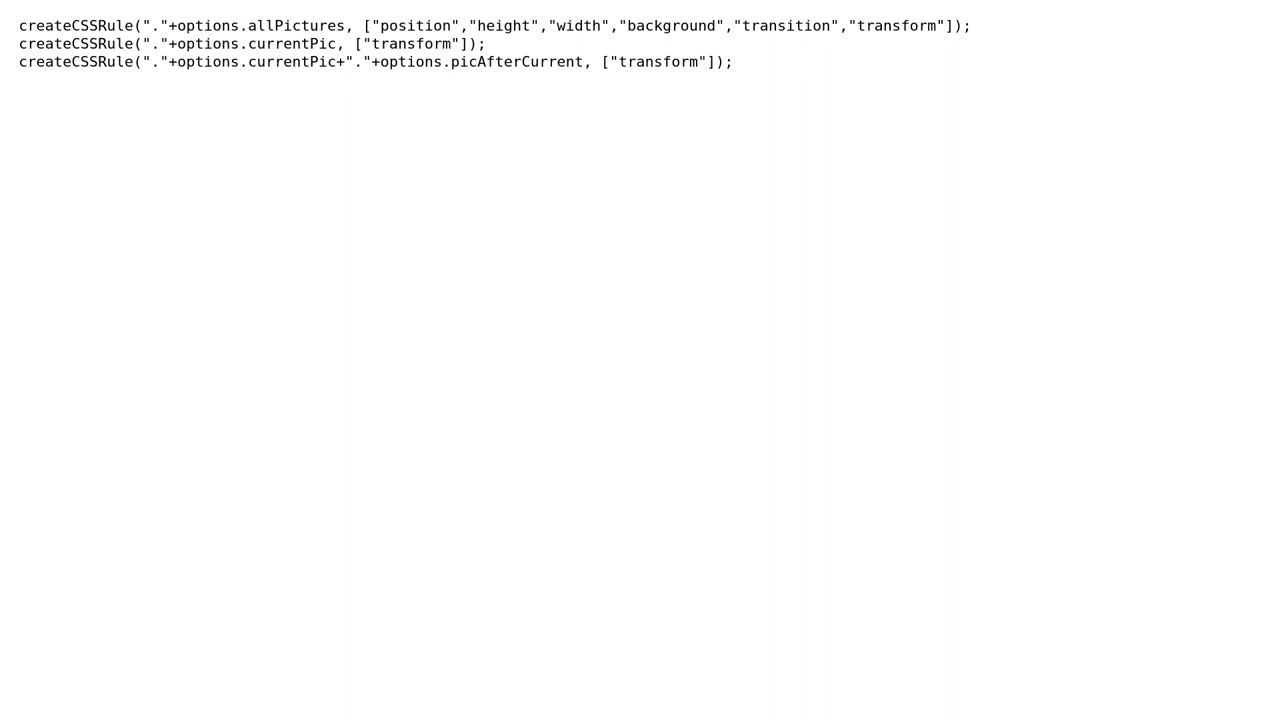 createCSSRule("."+options.allPictures, ["position","height","width","background","transition","transform"]);
createCSSRule("."+options.currentPic, ["transform"]);
createCSSRule("."+options.currentPic+"."+options.picAfterCurrent, ["transform"]);